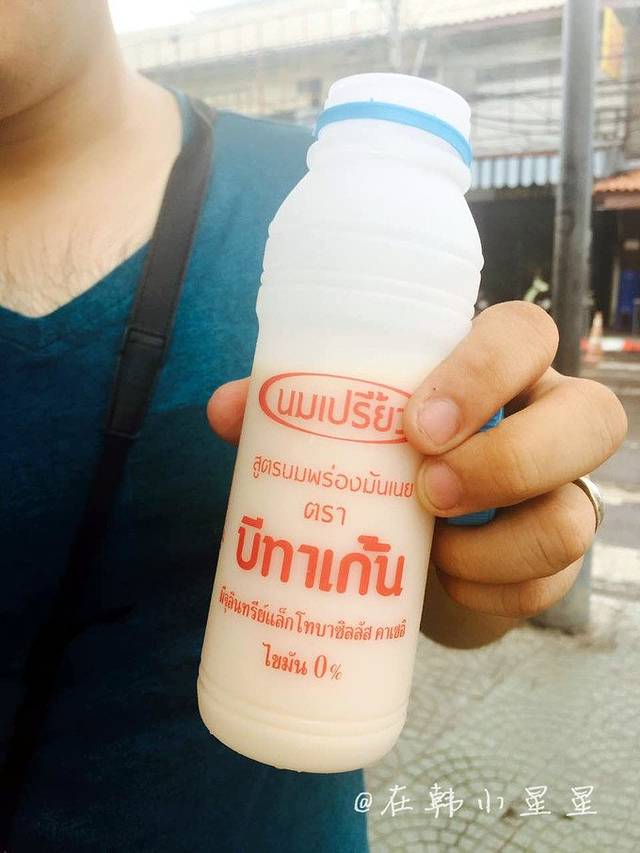 นมเปรี้ยว
สูตรนมพร่องมันเนย
ตรา
บีทาเก้น
มีจุลินทรีย์แล็กโทบาซิลลัส คาเซอิ
ไขมัน 0%
@在韩小星星